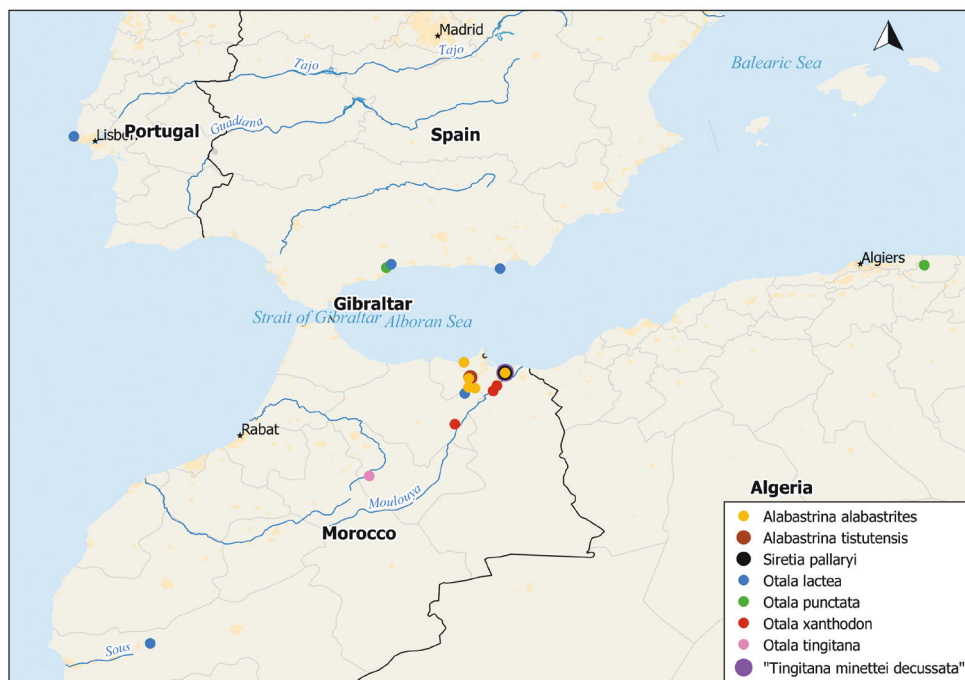 Madrid
Tajo
Tajo
Balearic Sea
Guadiana
Lisbon
Portugal
Spain
Algiers
Gibraltar
Strait of Gibraltar
Alboran Sea
Rabat
Moulouya
Morocco
Algeria
Sous
Alabastrina alabastrites
Alabastrina tistutensis
Siretia pallaryi
Otala lactea
Otala punctata
Otala xanthodon
Otala tingitana
"Tingitana minettei decussata"